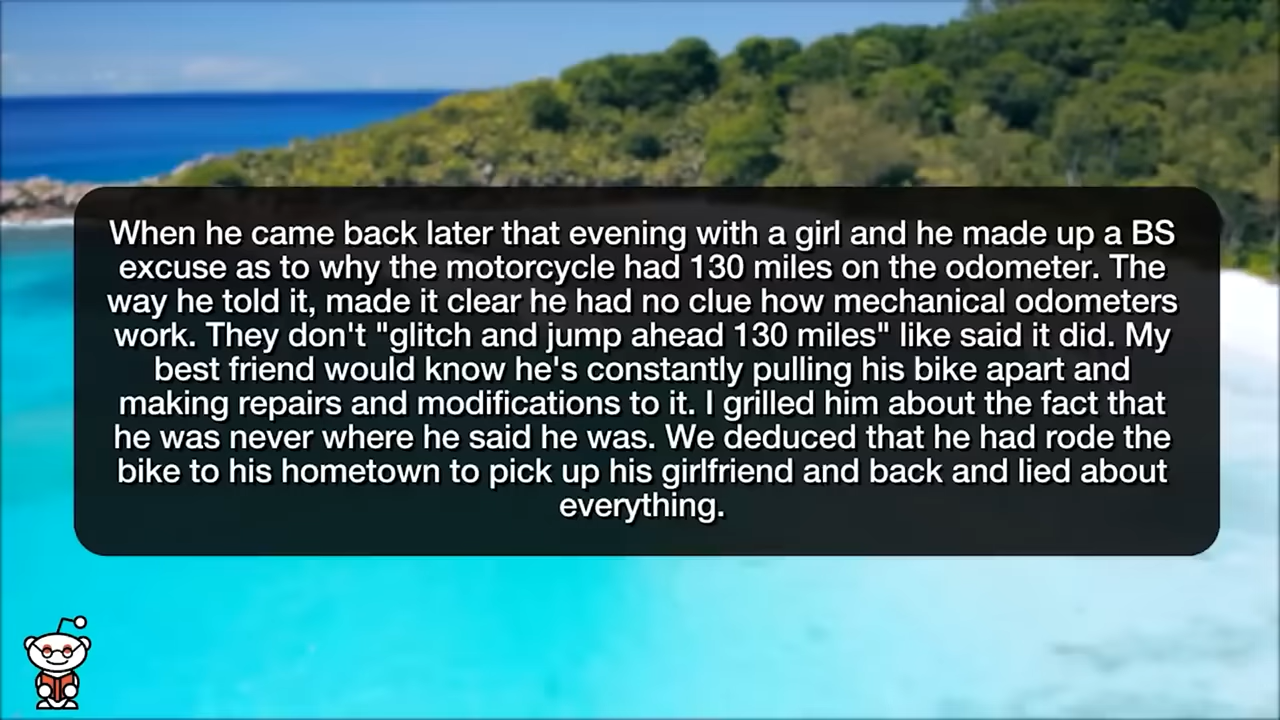 When he came back later that evening with a girl and he made up a BS
excuse as to why the motorcycle had 130 miles on the odometer. The
way he told it, made it clear he had no clue how mechanical odometers
work. They don't "glitch and jump ahead 130 miles" like said it did. My
best friend would know he's constantly pulling his bike apart and
making repairs and modifications to it. I grilled him about the fact that
he was never where he said he was. We deduced that he had rode the
bike to his hometown to pick up his girlfriend and back and lied about
everything.